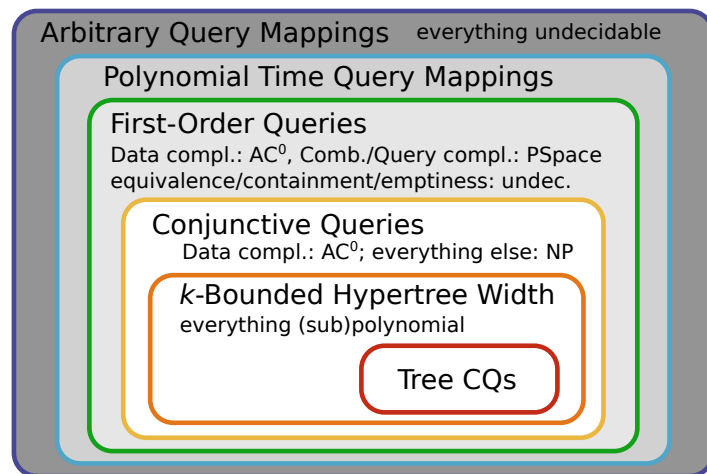 Arbitrary Query Mappings everything undecidable
Polynomial Time Query Mappings
First-Order Queries
Data compl.: AC⁰, Comb./Query compl.: PSpace
equivalence/containment/emptiness: undec.
Conjunctive Queries
Data compl.: AC⁰; everything else: NP
k-Bounded Hypertree Width
everything (sub)polynomial
Tree CQs